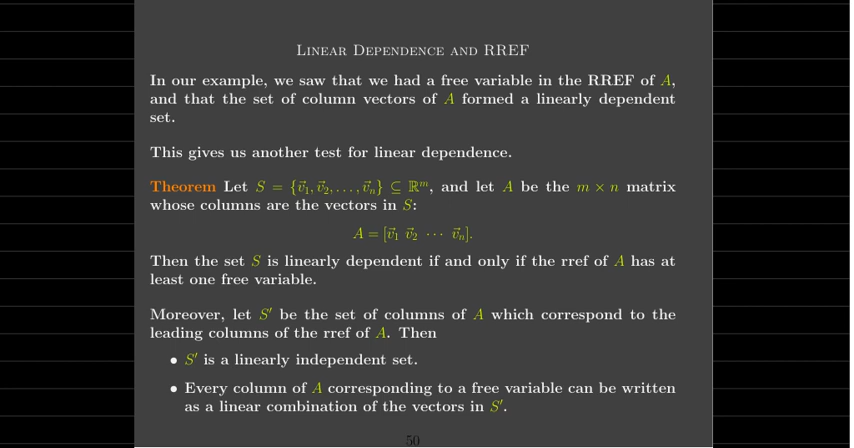 Linear Dependence and RREF
In our example, we saw that we had a free variable in the RREF of A,
and that the set of column vectors of A formed a linearly dependent
set.
This gives us another test for linear dependence.
Theorem Let S = {v⃗₁, v⃗₂, . . . , v⃗ₙ} ⊆ ℝᵐ, and let A be the m × n matrix
whose columns are the vectors in S:
A = [v⃗₁ v⃗₂ ⋯ v⃗ₙ].
Then the set S is linearly dependent if and only if the rref of A has at
least one free variable.
Moreover, let S′ be the set of columns of A which correspond to the
leading columns of the rref of A. Then
• S′ is a linearly independent set.
• Every column of A corresponding to a free variable can be written
as a linear combination of the vectors in S′.
50